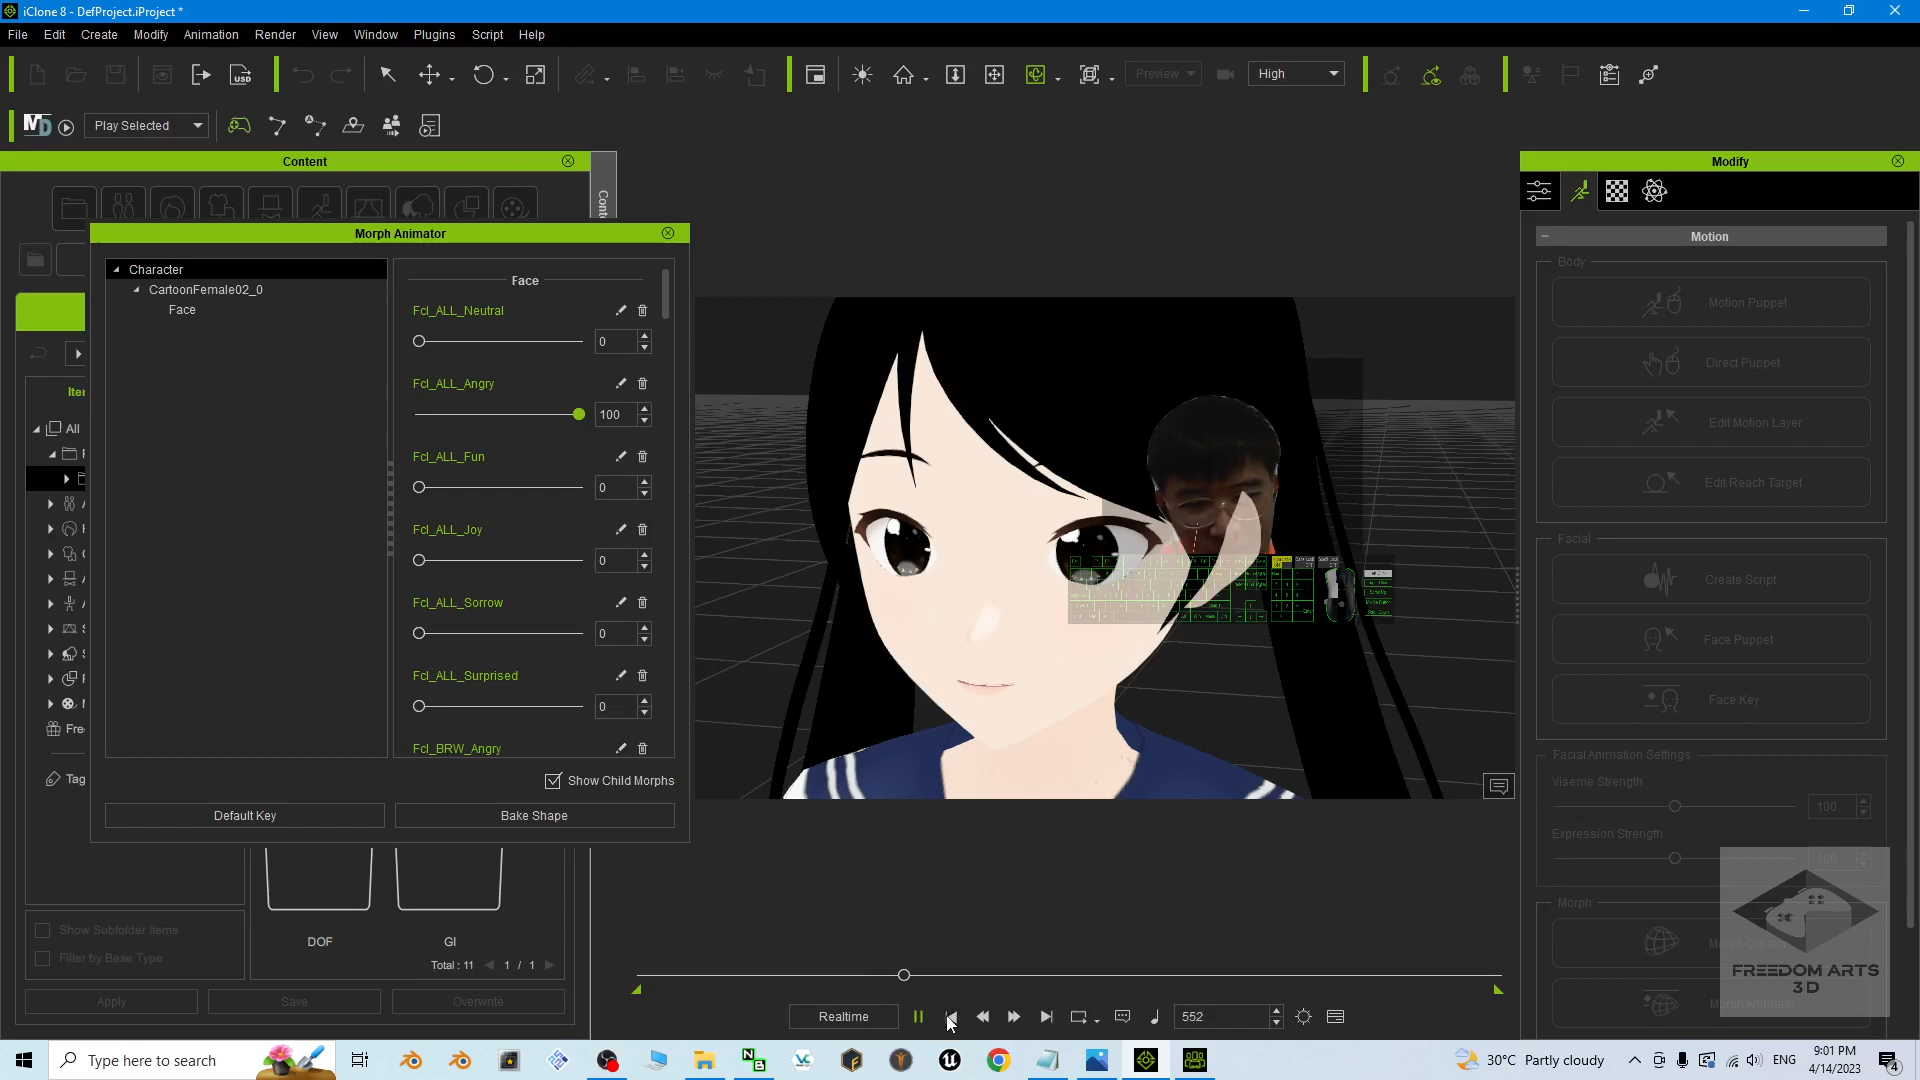 iClone 8 - DefProject.iProject *
File Edit Create Modify Animation Render View Window Plugins Script Help
Preview High
MD Play Selected
Content
Modify
Morph Animator
Character
CartoonFemale02_0
Face
Face
Fcl_ALL_Neutral
0
Fcl_ALL_Angry
100
Fcl_ALL_Fun
0
Fcl_ALL_Joy
0
Fcl_ALL_Sorrow
0
Fcl_ALL_Surprised
0
Fcl_BRW_Angry
Show Child Morphs
Default Key Bake Shape
All
Motion
Body
Motion Puppet
Direct Puppet
Edit Motion Layer
Edit Reach Target
Facial
Create Script
Face Puppet
Face Key
Facial Animation Settings
Viseme Strength
100
Expression Strength
100
Morph
Morph Animator
FREEDOM ARTS
3D
DOF GI
Show Subfolder Items
Filter by Base Type
Total : 11 1 / 1
Apply Save Overwrite
Realtime 552
Type here to search
30°C Partly cloudy ENG
9:01 PM
4/14/2023
4